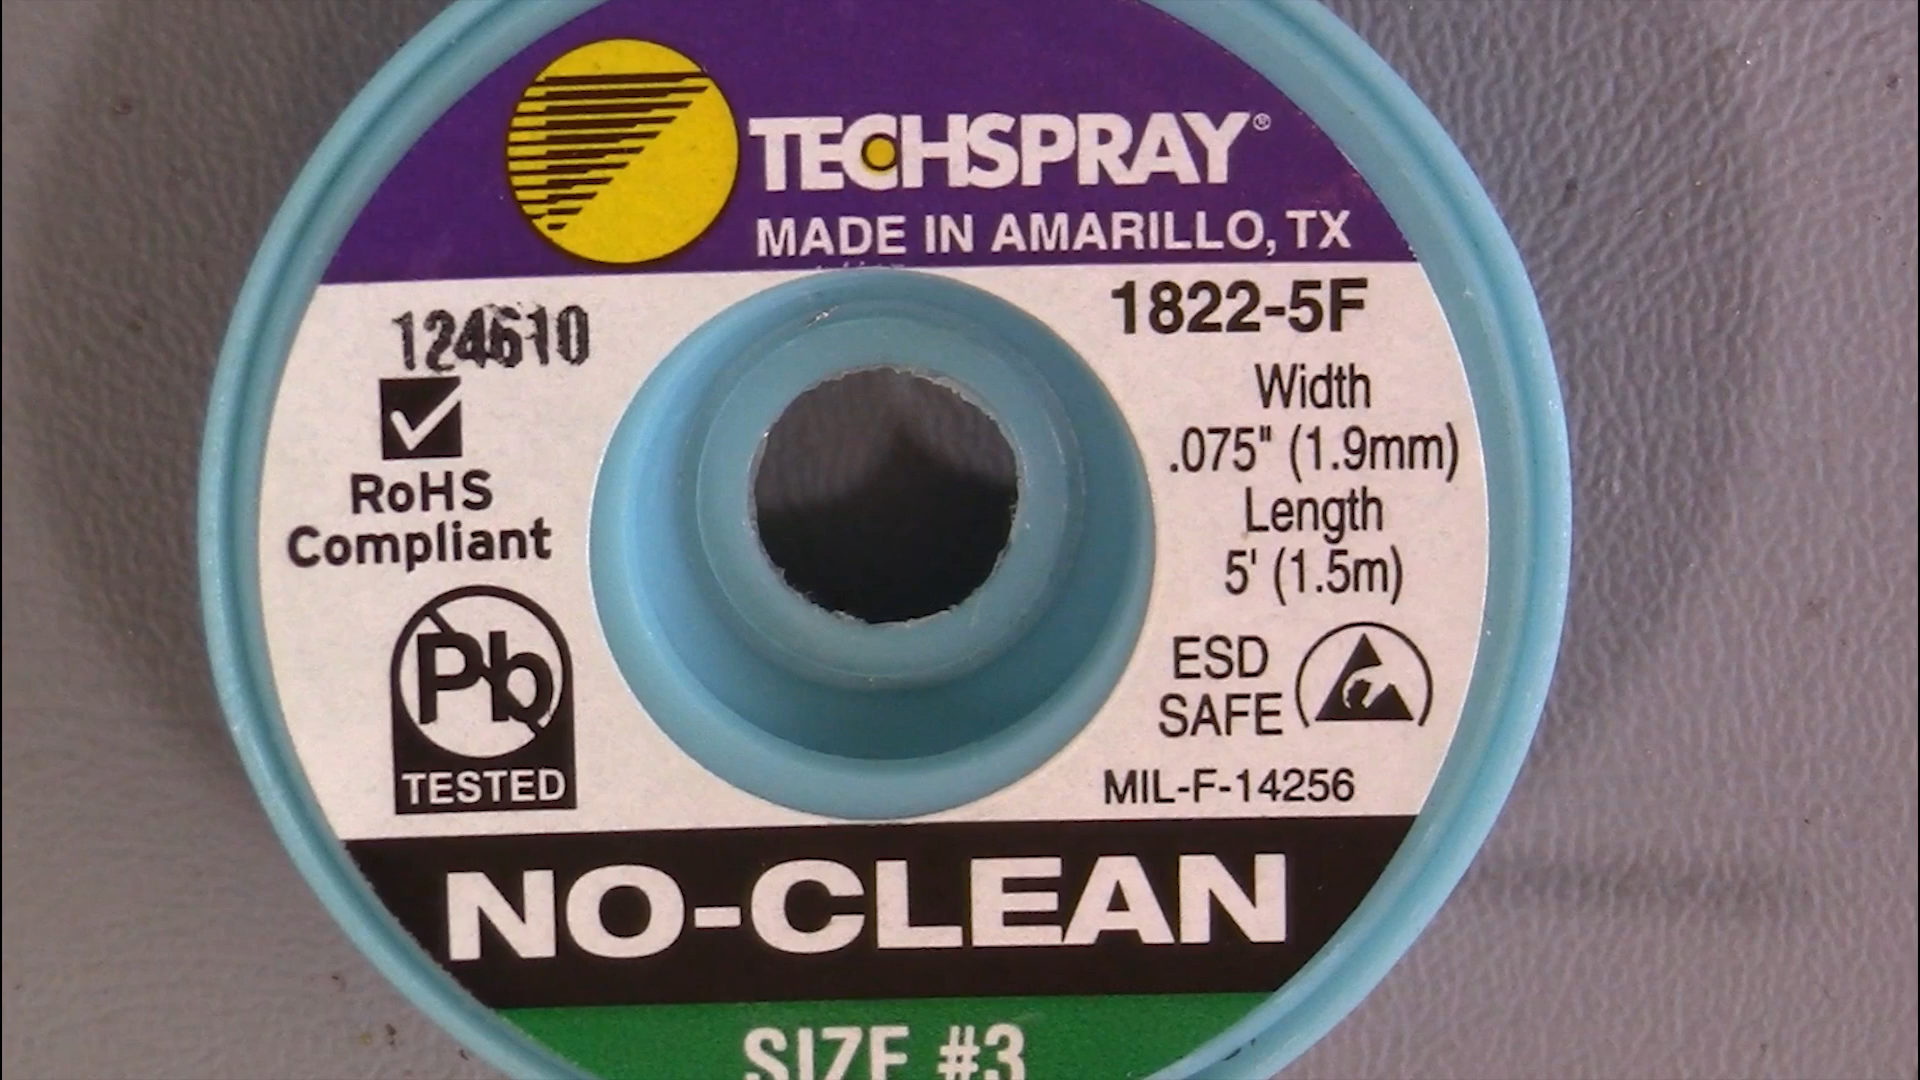 TECHSPRAY®
MADE IN AMARILLO, TX
124610
1822-5F
RoHS
Compliant
Width
.075" (1.9mm)
Length
5' (1.5m)
Pb
TESTED
ESD
SAFE
MIL-F-14256
NO-CLEAN
SIZE #3